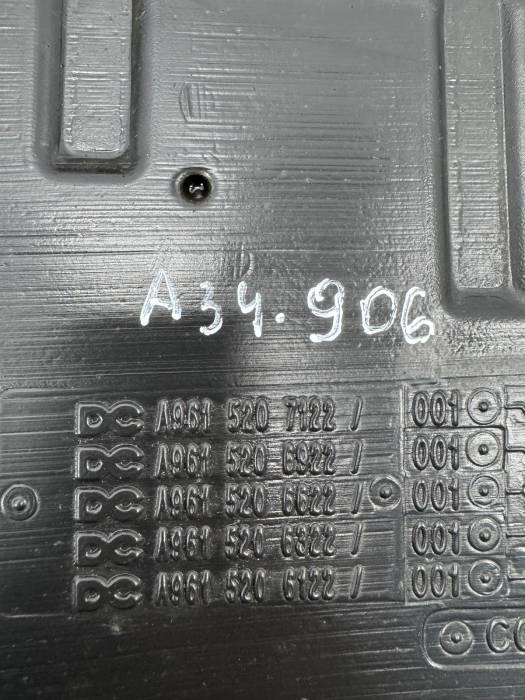 A34.906
DC A961 520 7122 / 001
DC A961 520 6922 / 001
DC A961 520 6622 / 001
DC A961 520 6322 / 001
DC A961 520 6122 / 001